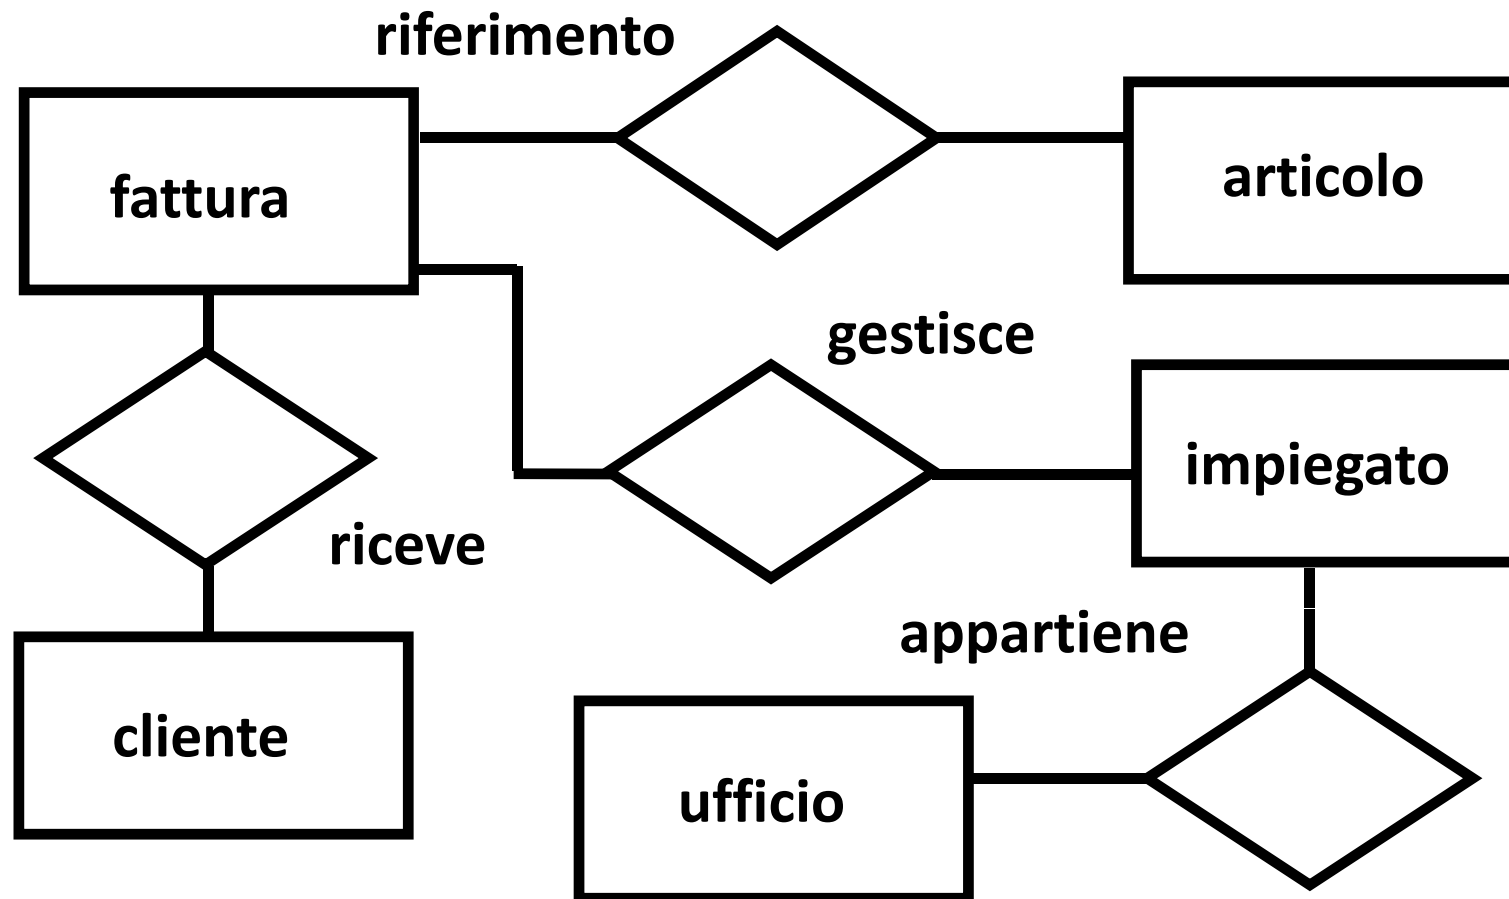 riferimento
fattura
articolo
gestisce
impiegato
riceve
appartiene
cliente
ufficio